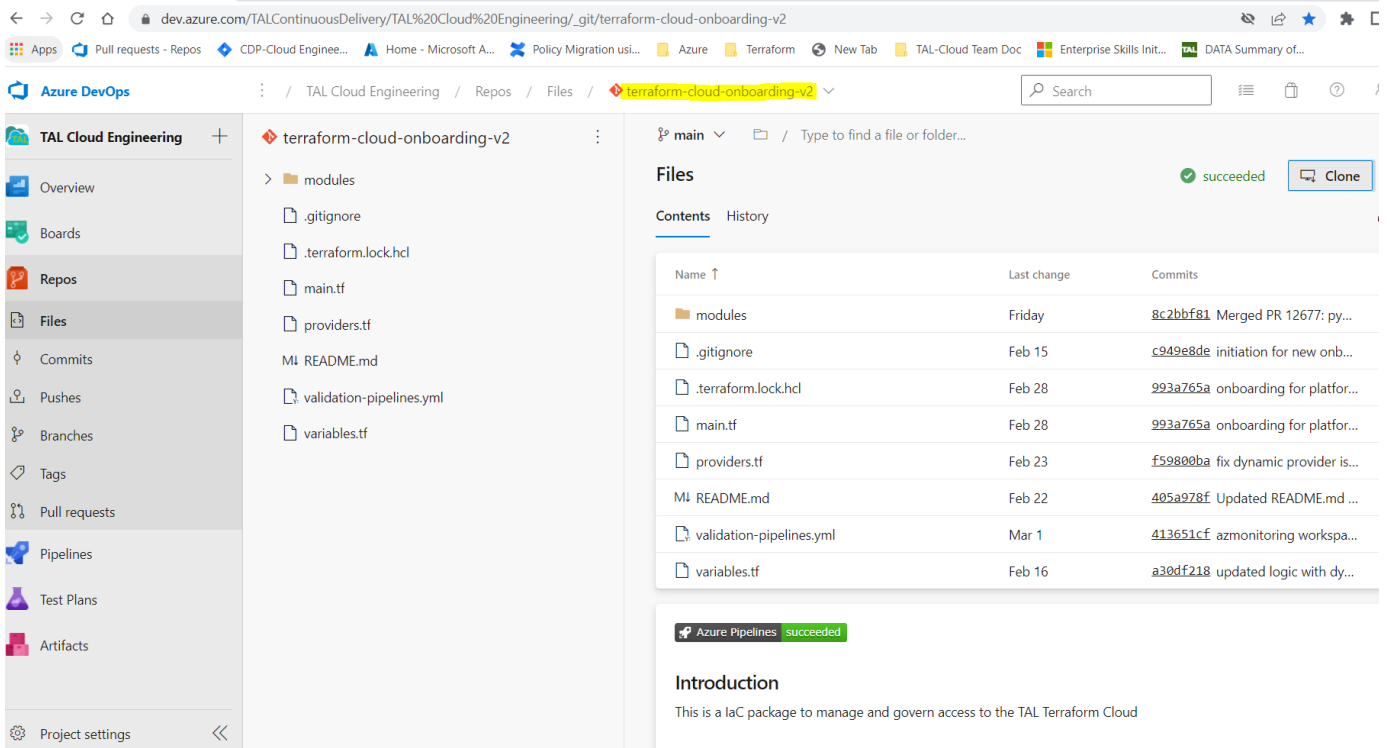 dev.azure.com/TALContinuousDelivery/TAL%20Cloud%20Engineering/_git/terraform-cloud-onboarding-v2
Apps Pull requests - Repos CDP-Cloud Enginee... Home - Microsoft A... Policy Migration usin... Azure Terraform New Tab TAL-Cloud Team Doc Enterprise Skills Init... TAL DATA Summary of...
Azure DevOps / TAL Cloud Engineering / Repos / Files / terraform-cloud-onboarding-v2 Search
TAL Cloud Engineering
Overview
Boards
Repos
Files
Commits
Pushes
Branches
Tags
Pull requests
Pipelines
Test Plans
Artifacts
Project settings
terraform-cloud-onboarding-v2
modules
.gitignore
.terraform.lock.hcl
main.tf
providers.tf
M↓ README.md
validation-pipelines.yml
variables.tf
main / Type to find a file or folder...
Files succeeded Clone
Contents History
Name ↑ Last change Commits
modules Friday 8c2bbf81 Merged PR 12677: py...
.gitignore Feb 15 c949e8de initiation for new onb...
.terraform.lock.hcl Feb 28 993a765a onboarding for platfor...
main.tf Feb 28 993a765a onboarding for platfor...
providers.tf Feb 23 f59800ba fix dynamic provider is...
M↓ README.md Feb 22 405a978f Updated README.md ...
validation-pipelines.yml Mar 1 413651cf azmonitoring workspa...
variables.tf Feb 16 a30df218 updated logic with dy...
Azure Pipelines succeeded
Introduction
This is a IaC package to manage and govern access to the TAL Terraform Cloud